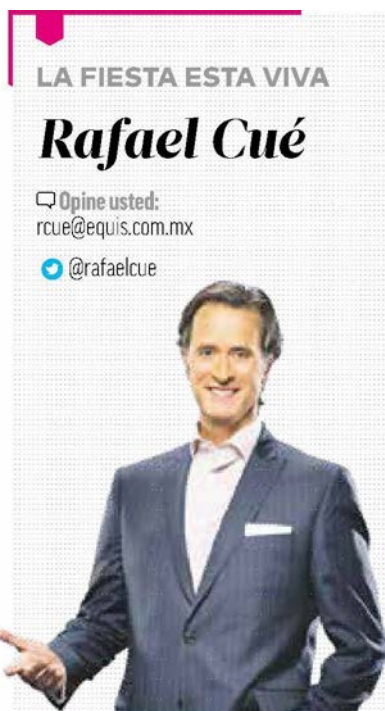 LA FIESTA ESTA VIVA
Rafael Cué
Opine usted:
rcue@equis.com.mx
@rafaelcue